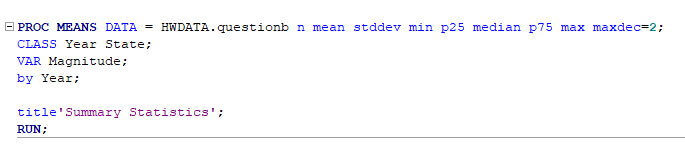 PROC MEANS DATA = HWDATA.questionb n mean stddev min p25 median p75 max maxdec=2;
CLASS Year State;
VAR Magnitude;
by Year;
title'Summary Statistics';
RUN;